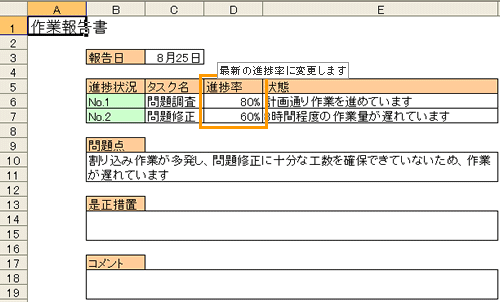 A B C D E
1 作業報告書
2
3 報告日 8月25日
4 最新の進捗率に変更します
5 進捗状況 タスク名 進捗率 状態
6 No.1 問題調査 80% 計画通り作業を進めています
7 No.2 問題修正 60% 8時間程度の作業量が遅れています
8
9 問題点
10 割り込み作業が多発し、問題修正に十分な工数を確保できていないため、作業
11 が遅れています
12
13 是正措置
14
15
16
17 コメント
18
19